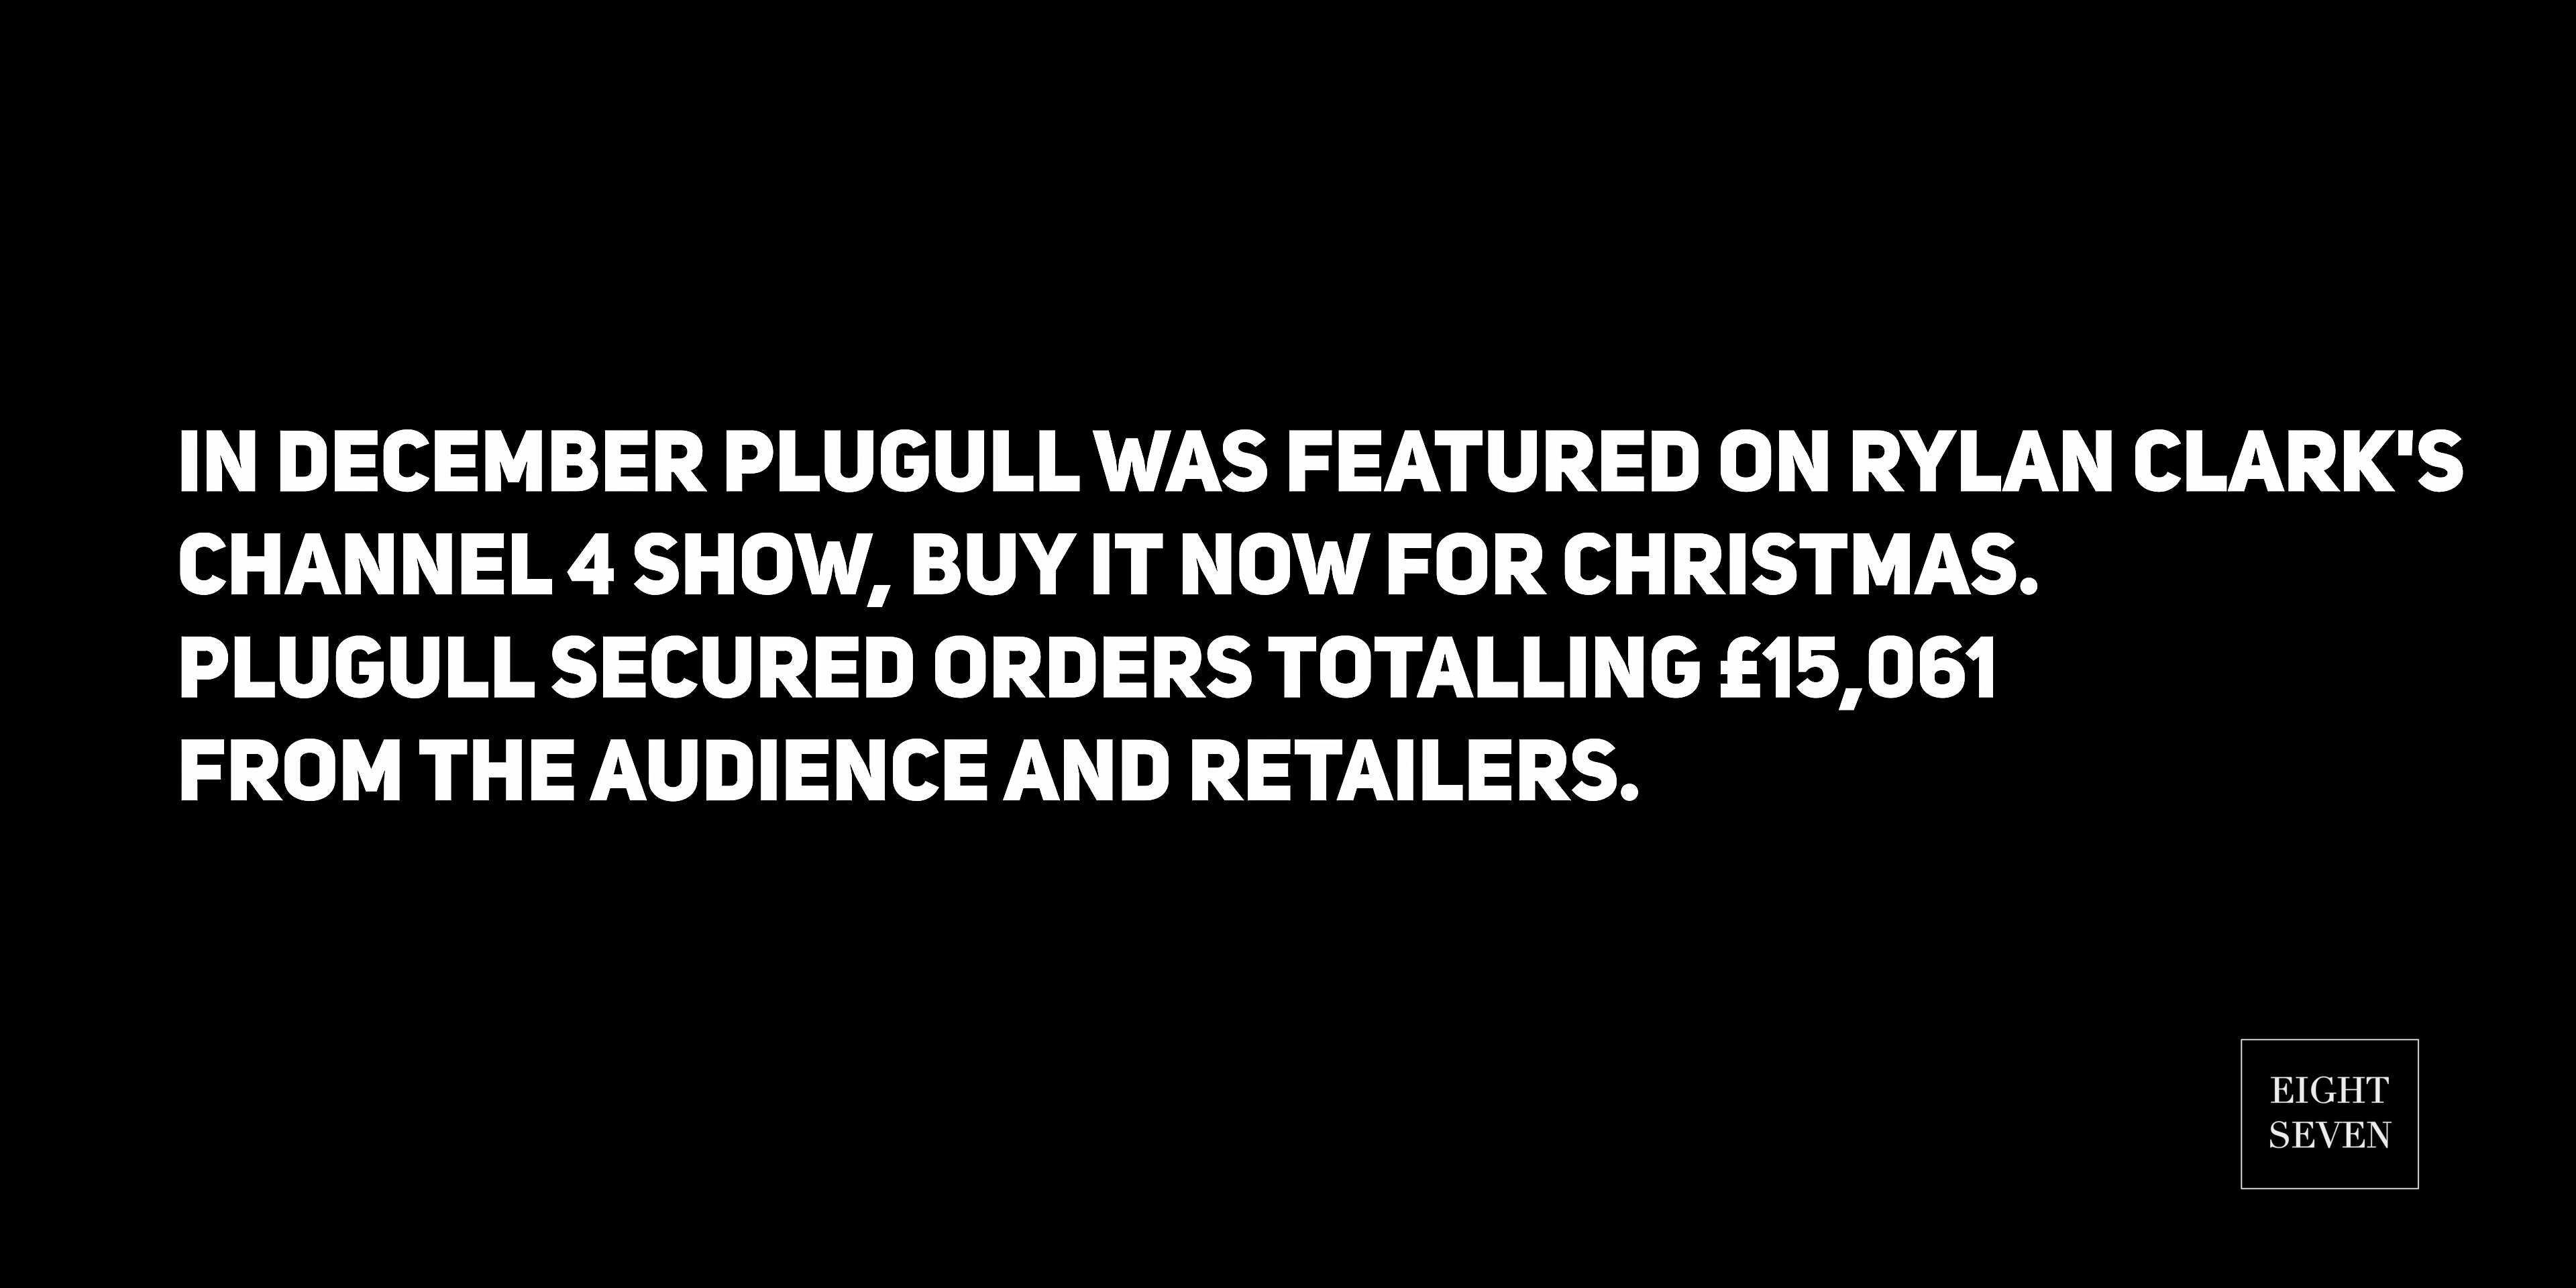 IN DECEMBER PLUGULL WAS FEATURED ON RYLAN CLARK'S
CHANNEL 4 SHOW, BUY IT NOW FOR CHRISTMAS.
PLUGULL SECURED ORDERS TOTALLING £15,061
FROM THE AUDIENCE AND RETAILERS.
EIGHT
SEVEN